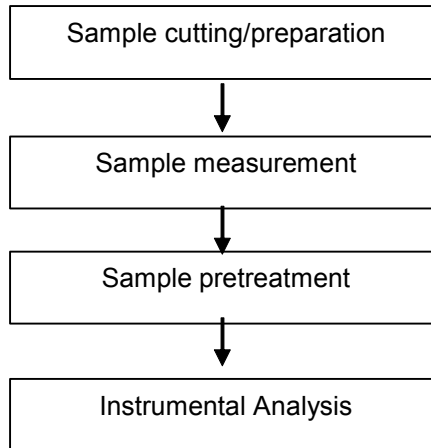 Sample cutting/preparation
Sample measurement
Sample pretreatment
Instrumental Analysis